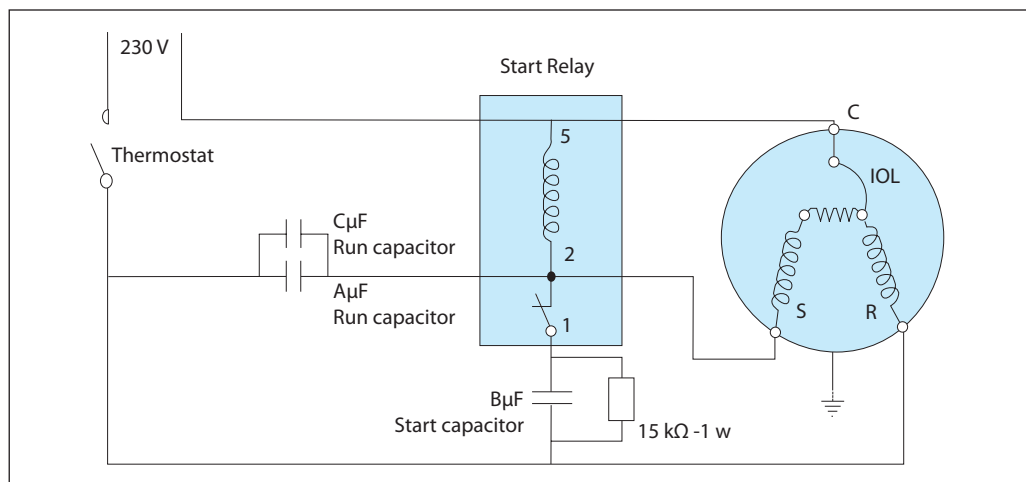 230 V
Start Relay
Thermostat
5
C
IOL
CµF
Run capacitor
2
AµF
Run capacitor
1
S
R
BµF
Start capacitor
15 kΩ -1 w